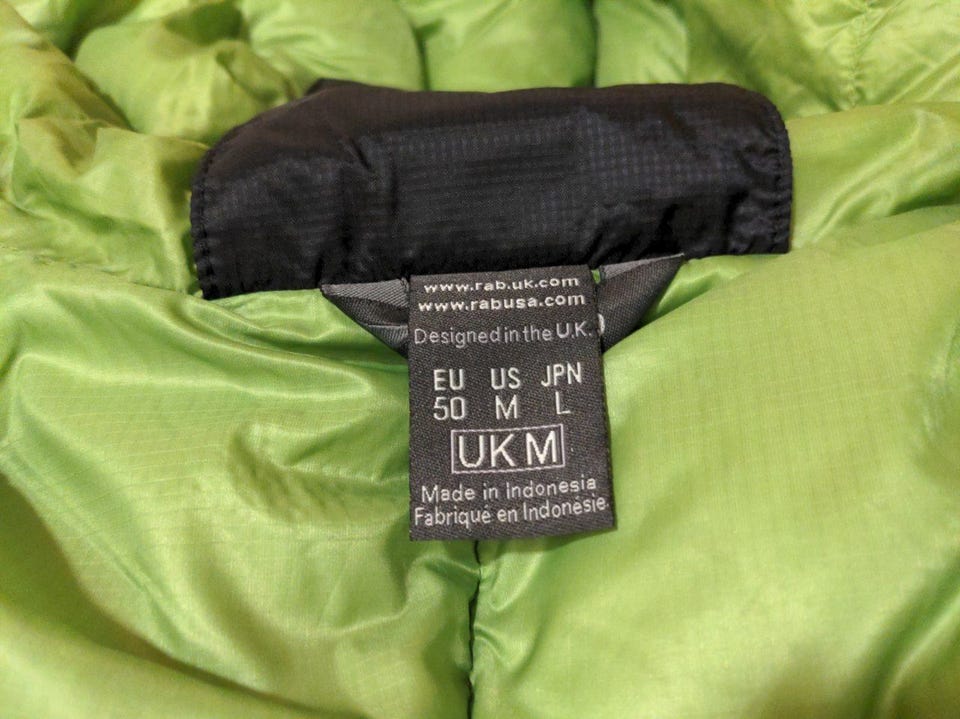 www.rab.uk.com
www.rabusa.com
Designed in the U.K.
EU US JPN
50 M L
UK M
Made in Indonesia
Fabriqué en Indonésie